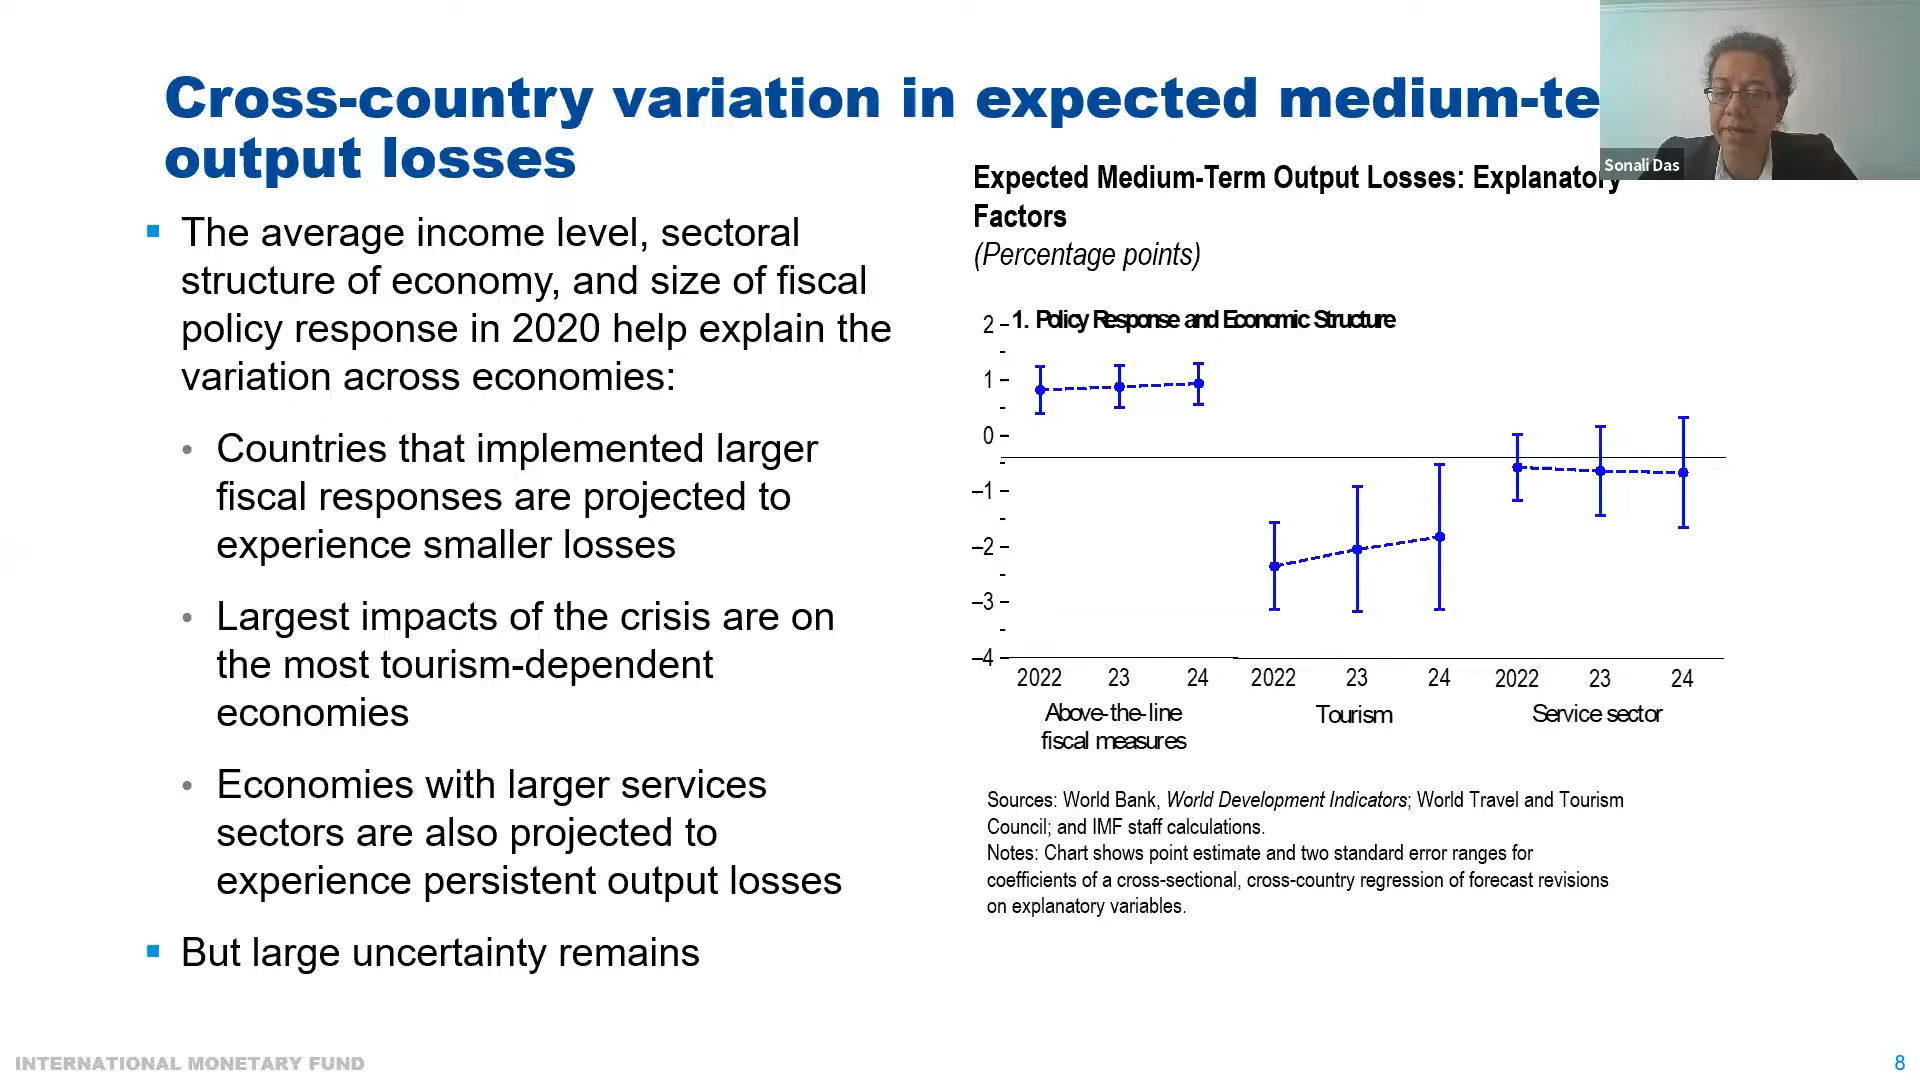 Cross-country variation in expected medium-te
output losses
Sonali Das
The average income level, sectoral
structure of economy, and size of fiscal
policy response in 2020 help explain the
variation across economies:
• Countries that implemented larger
fiscal responses are projected to
experience smaller losses
• Largest impacts of the crisis are on
the most tourism-dependent
economies
• Economies with larger services
sectors are also projected to
experience persistent output losses
But large uncertainty remains
Expected Medium-Term Output Losses: Explanatory
Factors
(Percentage points)
1. Policy Response and Economic Structure
2
1
0
–1
–2
–3
–4
2022 23 24 2022 23 24 2022 23 24
Above-the-line
fiscal measures
Tourism
Service sector
Sources: World Bank, World Development Indicators; World Travel and Tourism
Council; and IMF staff calculations.
Notes: Chart shows point estimate and two standard error ranges for
coefficients of a cross-sectional, cross-country regression of forecast revisions
on explanatory variables.
INTERNATIONAL MONETARY FUND
8